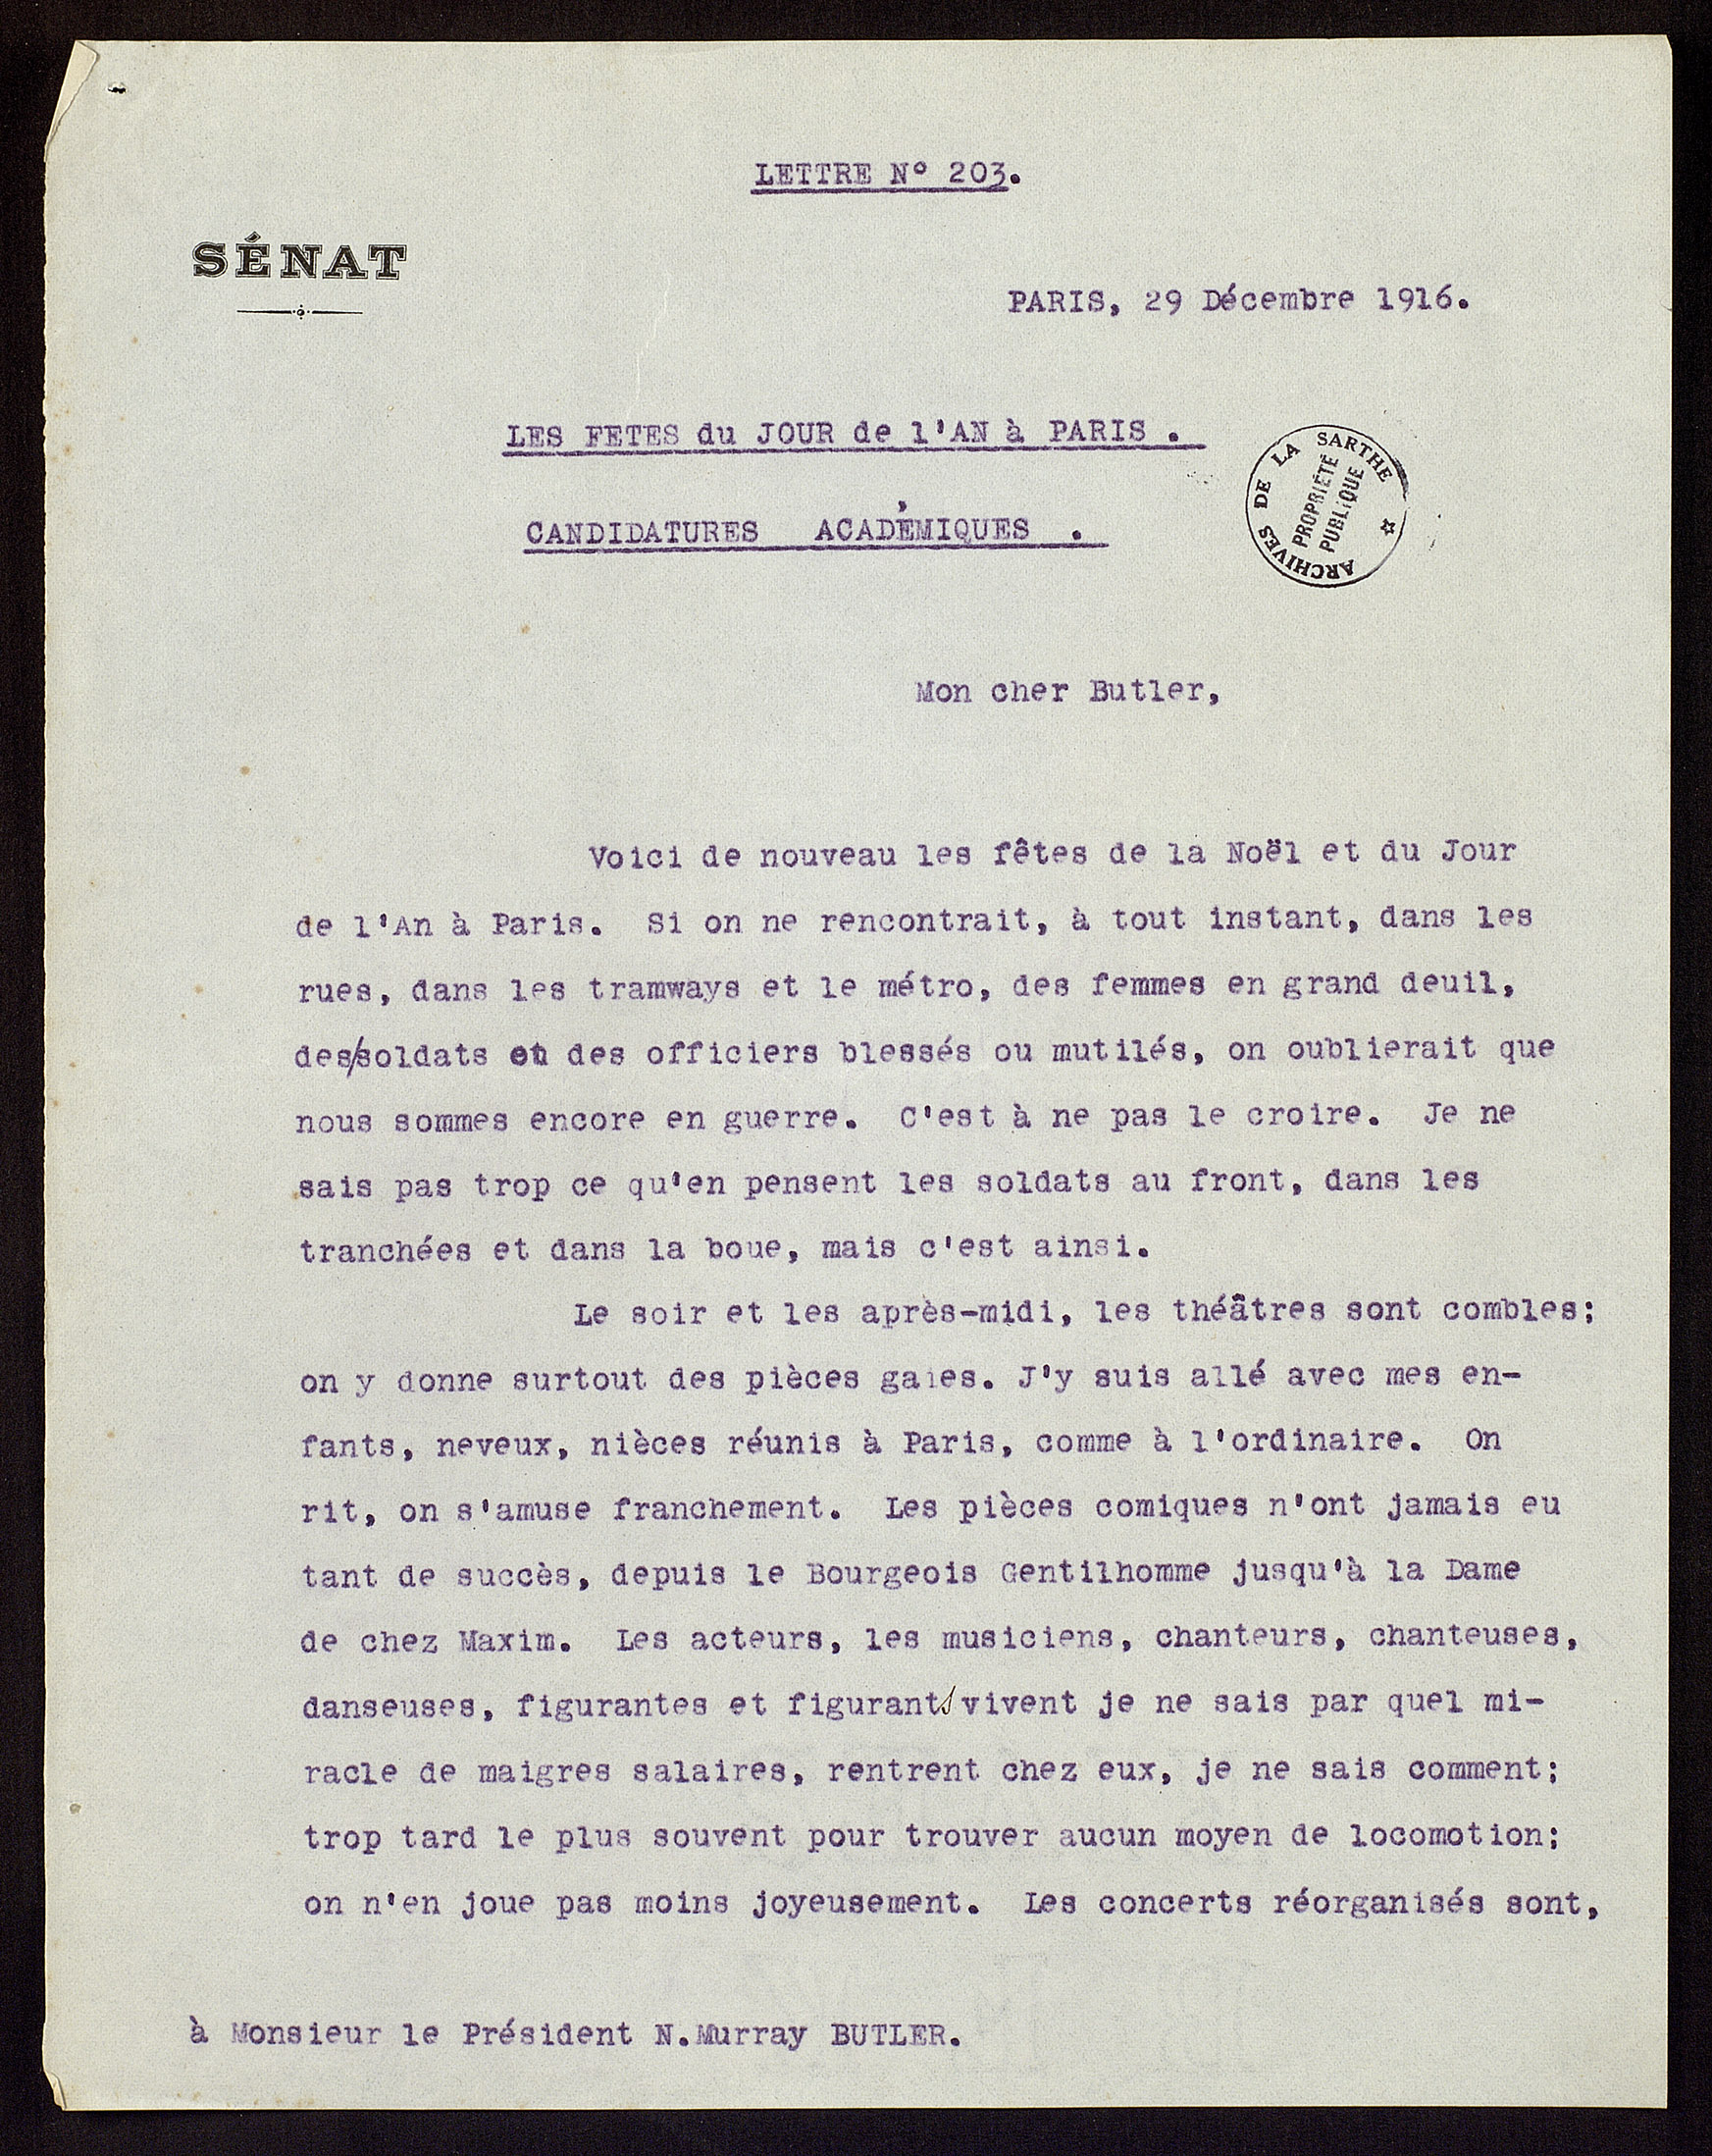 LETTRE N° 203.
SÉNAT
PARIS, 29 Décembre 1916.
LES FETES du JOUR de l'AN à PARIS .
CANDIDATURES ACADÉMIQUES .
ARCHIVES DE LA SARTHE
PROPRIÉTÉ
PUBLIQUE
Mon cher Butler,
Voici de nouveau les fêtes de la Noël et du Jour
de l'An à Paris. Si on ne rencontrait, à tout instant, dans les
rues, dans les tramways et le métro, des femmes en grand deuil,
des/soldats et des officiers blessés ou mutilés, on oublierait que
nous sommes encore en guerre. C'est à ne pas le croire. Je ne
sais pas trop ce qu'en pensent les soldats au front, dans les
tranchées et dans la boue, mais c'est ainsi.
Le soir et les après-midi, les théâtres sont combles;
on y donne surtout des pièces gaies. J'y suis allé avec mes en-
fants, neveux, nièces réunis à Paris, comme à l'ordinaire. On
rit, on s'amuse franchement. Les pièces comiques n'ont jamais eu
tant de succès, depuis le Bourgeois Gentilhomme jusqu'à la Dame
de chez Maxim. Les acteurs, les musiciens, chanteurs, chanteuses,
danseuses, figurantes et figurants vivent je ne sais par quel mi-
racle de maigres salaires, rentrent chez eux, je ne sais comment;
trop tard le plus souvent pour trouver aucun moyen de locomotion;
on n'en joue pas moins joyeusement. Les concerts réorganisés sont,
à Monsieur le Président N.Murray BUTLER.